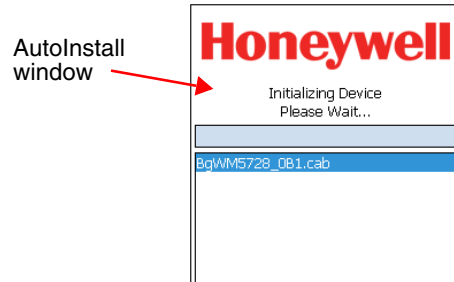 AutoInstall
window
Honeywell
Initializing Device
Please Wait...
BgWM5728_0B1.cab